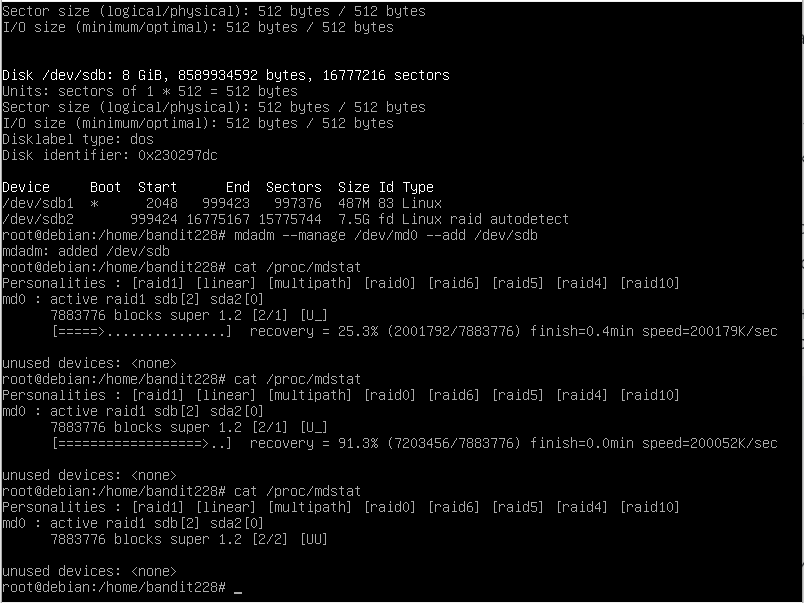 Sector size (logical/physical): 512 bytes / 512 bytes
I/O size (minimum/optimal): 512 bytes / 512 bytes
Disk /dev/sdb: 8 GiB, 8589934592 bytes, 16777216 sectors
Units: sectors of 1 * 512 = 512 bytes
Sector size (logical/physical): 512 bytes / 512 bytes
I/O size (minimum/optimal): 512 bytes / 512 bytes
Disklabel type: dos
Disk identifier: 0x230297dc
Device     Boot  Start      End  Sectors  Size Id Type
/dev/sdb1  *      2048   999423   997376  487M 83 Linux
/dev/sdb2       999424 16775167 15775744  7.5G fd Linux raid autodetect
root@debian:/home/bandit228# mdadm --manage /dev/md0 --add /dev/sdb
mdadm: added /dev/sdb
root@debian:/home/bandit228# cat /proc/mdstat
Personalities : [raid1] [linear] [multipath] [raid0] [raid6] [raid5] [raid4] [raid10]
md0 : active raid1 sdb[2] sda2[0]
      7883776 blocks super 1.2 [2/1] [U_]
      [=====>...............]  recovery = 25.3% (2001792/7883776) finish=0.4min speed=200179K/sec
unused devices: <none>
root@debian:/home/bandit228# cat /proc/mdstat
Personalities : [raid1] [linear] [multipath] [raid0] [raid6] [raid5] [raid4] [raid10]
md0 : active raid1 sdb[2] sda2[0]
      7883776 blocks super 1.2 [2/1] [U_]
      [==================>..]  recovery = 91.3% (7203456/7883776) finish=0.0min speed=200052K/sec
unused devices: <none>
root@debian:/home/bandit228# cat /proc/mdstat
Personalities : [raid1] [linear] [multipath] [raid0] [raid6] [raid5] [raid4] [raid10]
md0 : active raid1 sdb[2] sda2[0]
      7883776 blocks super 1.2 [2/2] [UU]
unused devices: <none>
root@debian:/home/bandit228# _